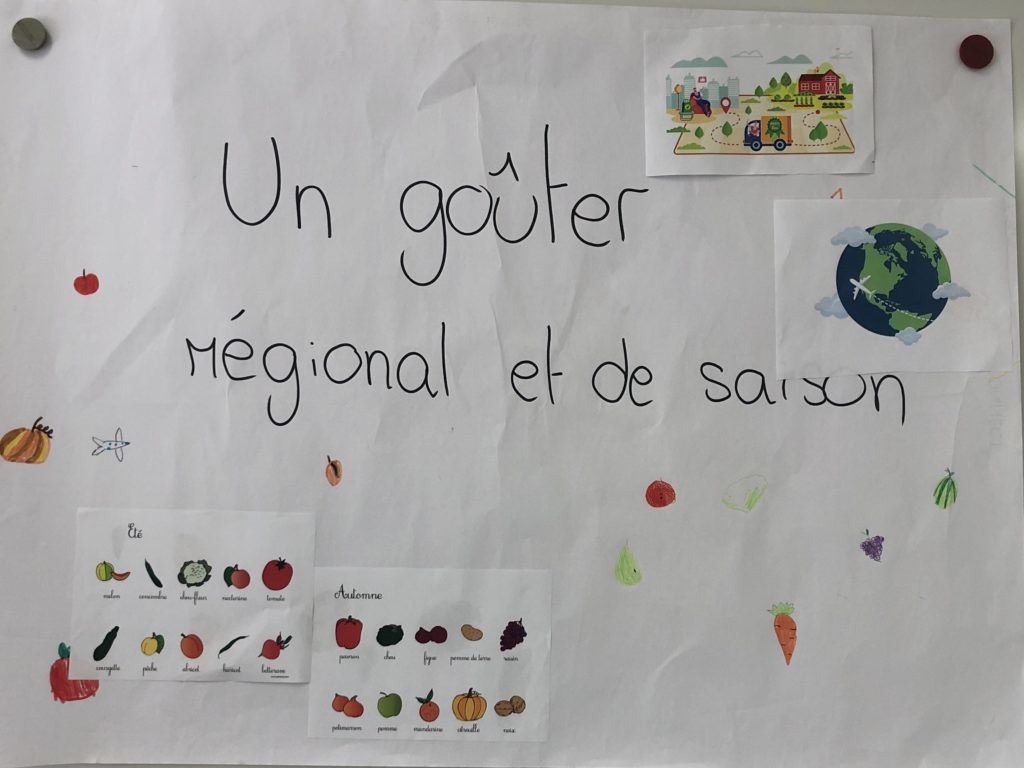 Un goûter
régional et de saison
Été
melon concombre chou-fleur nectarine tomate
courgette pêche abricot haricot betterave
Automne
poivron chou figue pomme de terre raisin
potimarron pomme mandarine citrouille noix